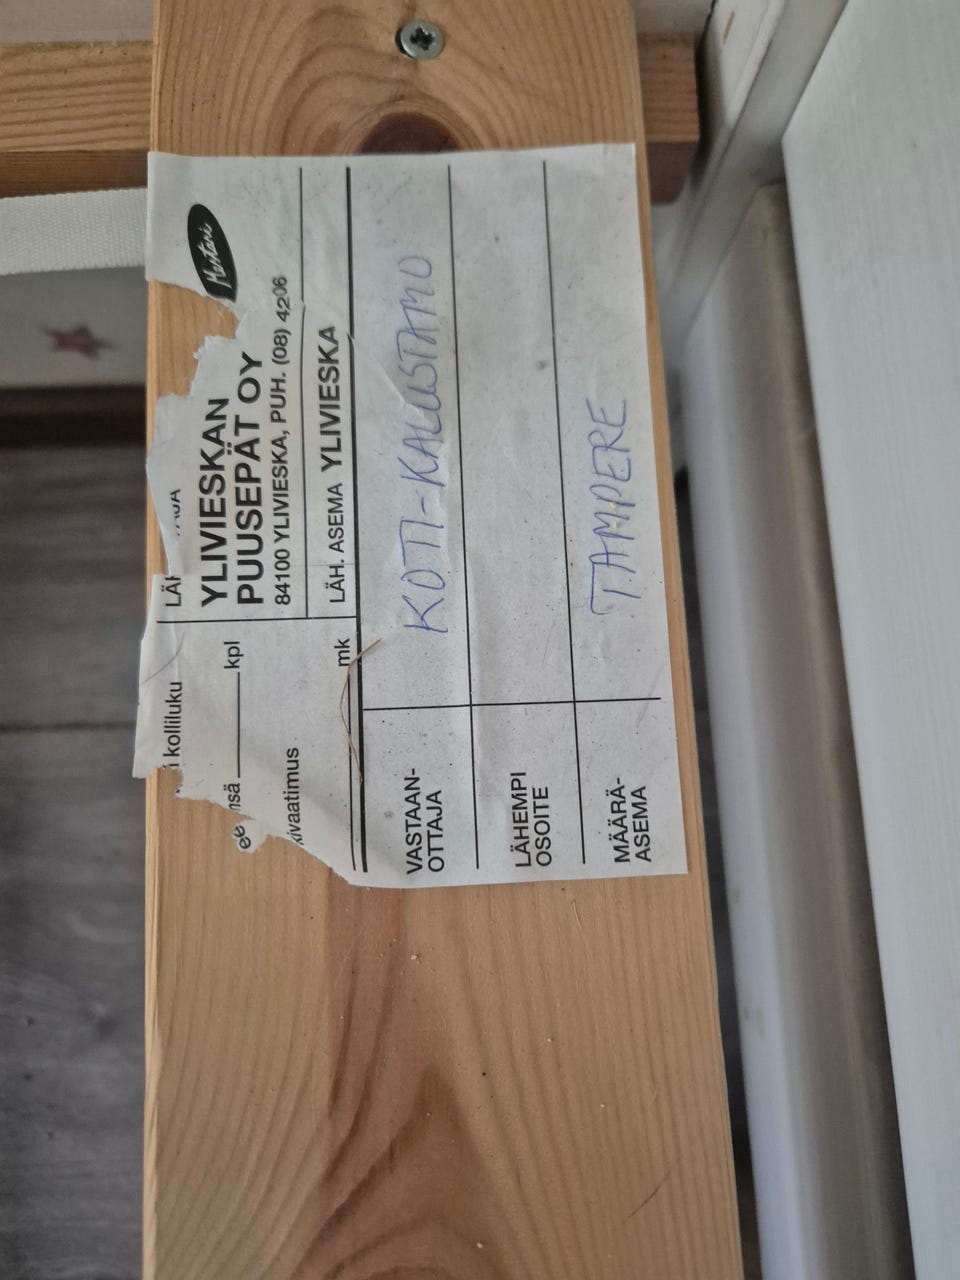 Mestari
YLIVIESKAN
PUUSEPÄT OY
84100 YLIVIESKA, PUH. (08) 4206
LÄH. ASEMA YLIVIESKA
kolliluku
kpl
mk
VASTAAN-
OTTAJA
KOTI-KALUSTAMO
LÄHEMPI
OSOITE
MÄÄRÄ-
ASEMA
TAMPERE